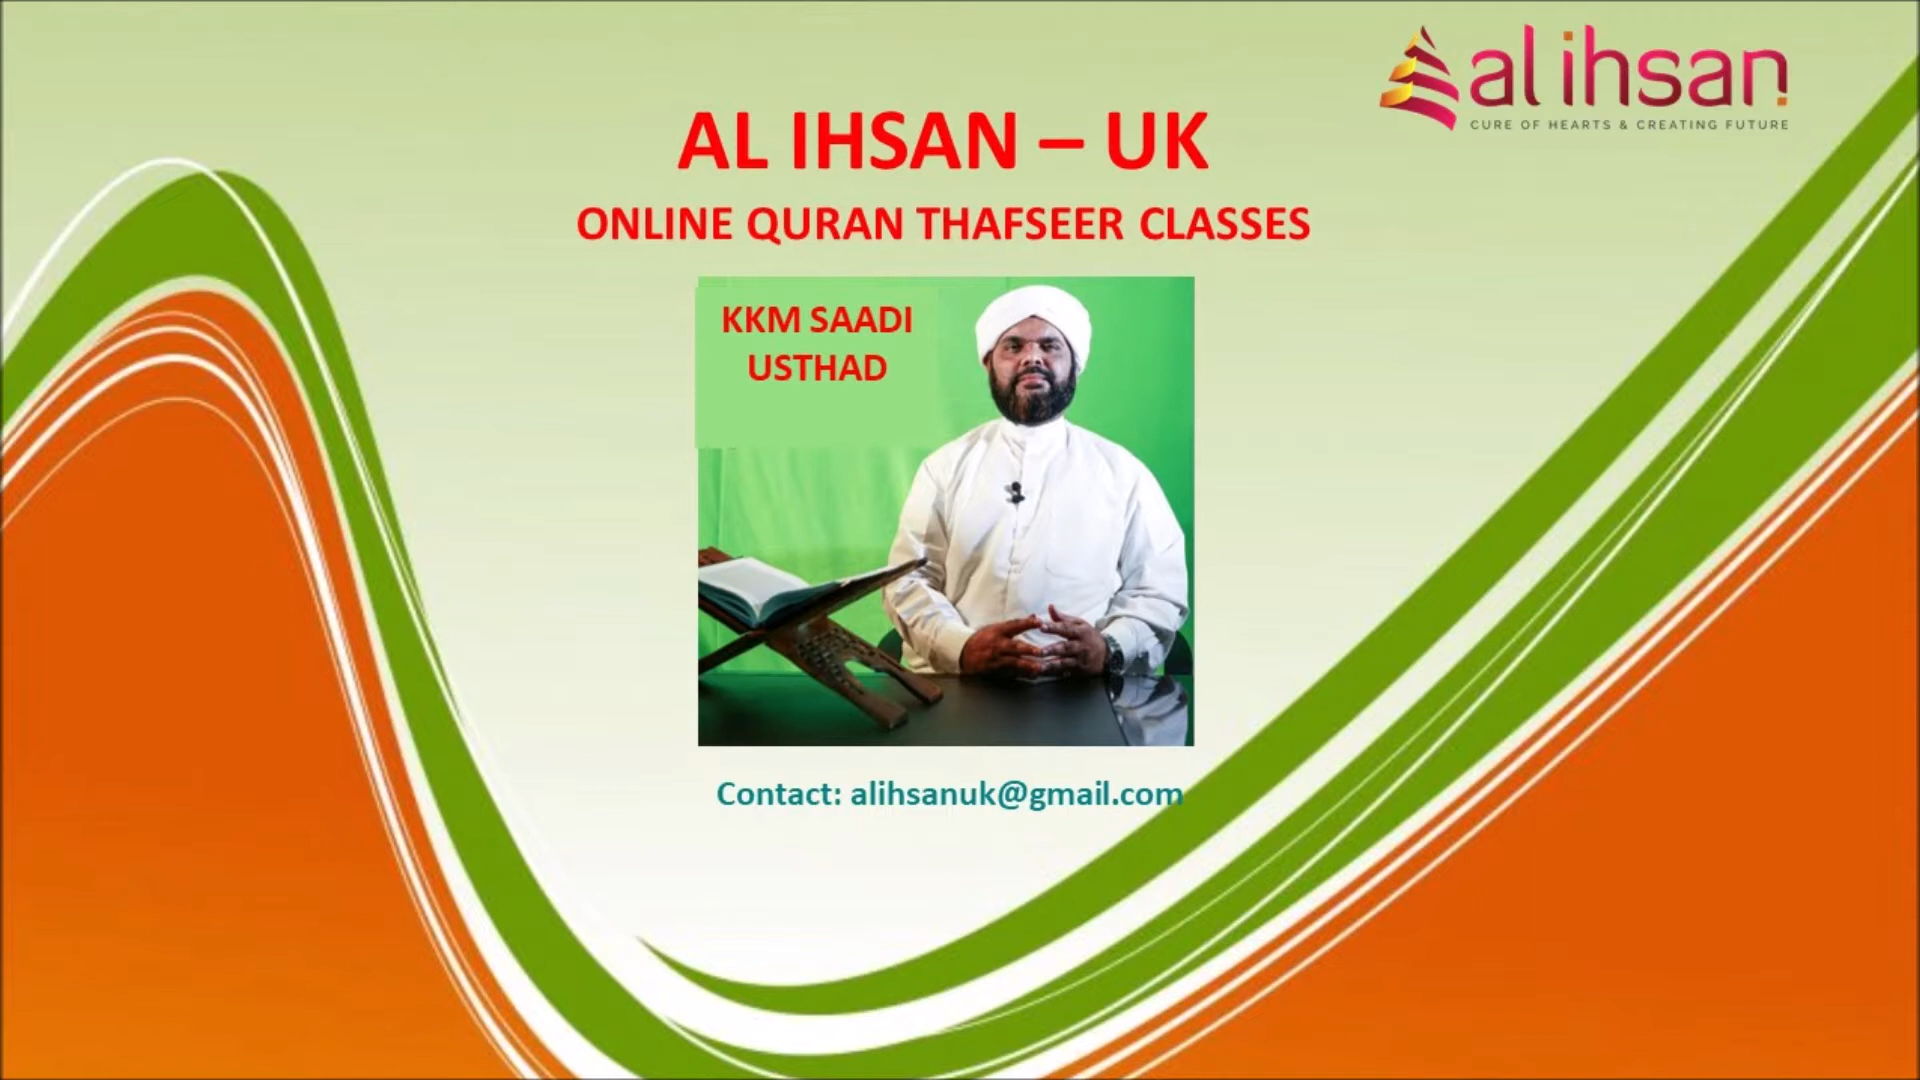 al ihsan
CURE OF HEARTS & CREATING FUTURE
AL IHSAN – UK
ONLINE QURAN THAFSEER CLASSES
KKM SAADI
USTHAD
Contact: alihsanuk@gmail.com